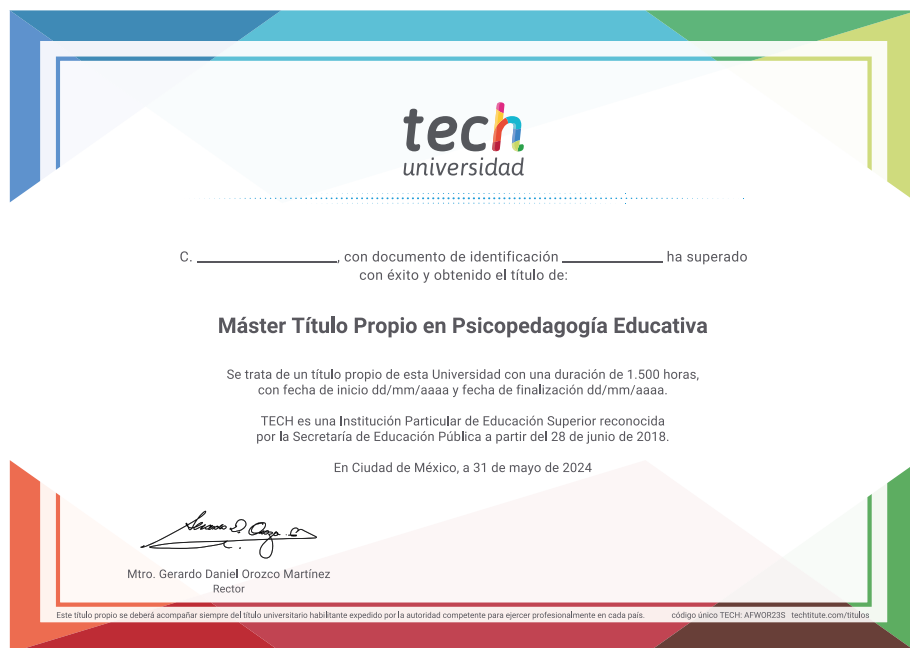 tech
universidad
C. ____________, con documento de identificación ____________ ha superado
con éxito y obtenido el título de:
Máster Título Propio en Psicopedagogía Educativa
Se trata de un título propio de esta Universidad con una duración de 1.500 horas,
con fecha de inicio dd/mm/aaaa y fecha de finalización dd/mm/aaaa.
TECH es una Institución Particular de Educación Superior reconocida
por la Secretaría de Educación Pública a partir del 28 de junio de 2018.
En Ciudad de México, a 31 de mayo de 2024
Mtro. Gerardo Daniel Orozco Martínez
Rector
Este título propio se deberá acompañar siempre del título universitario habilitante expedido por la autoridad competente para ejercer profesionalmente en cada país. código único TECH: AFWOR23S techtitute.com/titulos